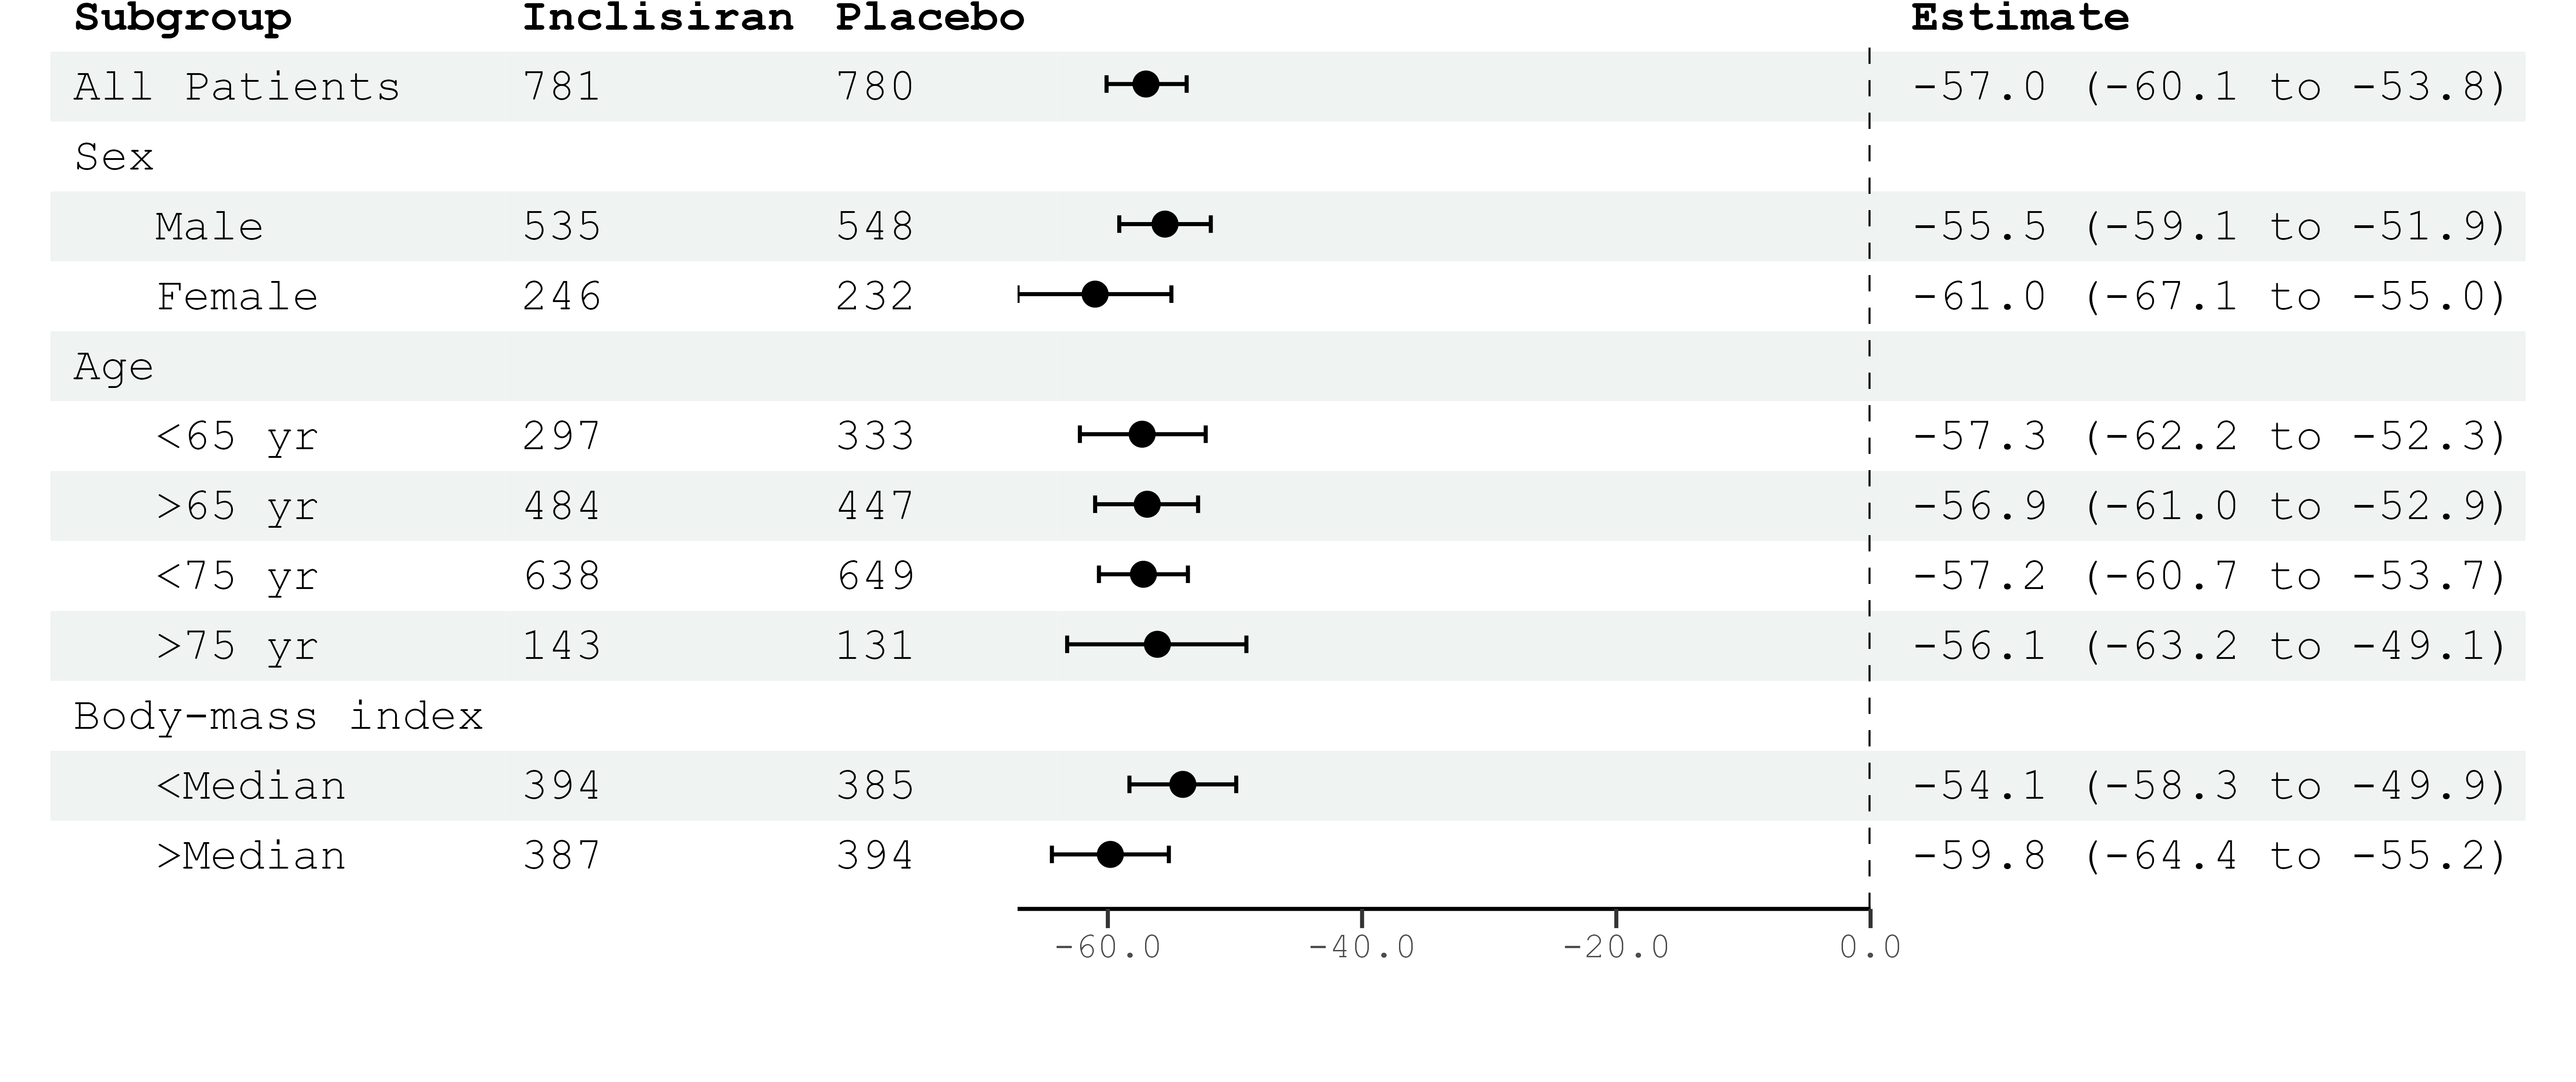 Subgroup Inclisiran Placebo Estimate
All Patients 781 780 -57.0 (-60.1 to -53.8)
Sex
Male 535 548 -55.5 (-59.1 to -51.9)
Female 246 232 -61.0 (-67.1 to -55.0)
Age
<65 yr 297 333 -57.3 (-62.2 to -52.3)
>65 yr 484 447 -56.9 (-61.0 to -52.9)
<75 yr 638 649 -57.2 (-60.7 to -53.7)
>75 yr 143 131 -56.1 (-63.2 to -49.1)
Body-mass index
<Median 394 385 -54.1 (-58.3 to -49.9)
>Median 387 394 -59.8 (-64.4 to -55.2)
-60.0 -40.0 -20.0 0.0